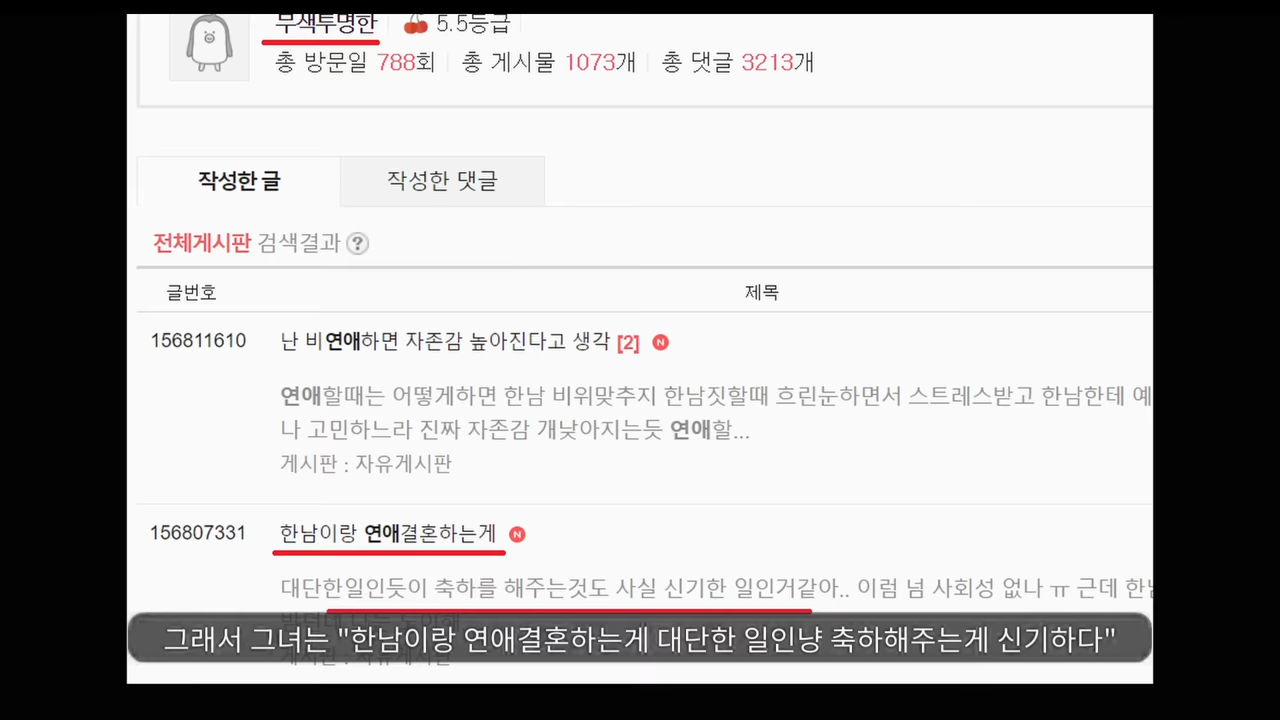 무색투명한 5.5등급
총 방문일 788회 총 게시물 1073개 총 댓글 3213개
작성한 글 작성한 댓글
전체게시판 검색결과 ?
글번호 제목
156811610 난 비연애하면 자존감 높아진다고 생각 [2] N
연애할때는 어떻게하면 한남 비위맞추지 한남짓할때 흐린눈하면서 스트레스받고 한남한테 예
나 고민하느라 진짜 자존감 개낮아지는듯 연애할...
게시판 : 자유게시판
156807331 한남이랑 연애결혼하는게 N
대단한일인듯이 축하를 해주는것도 사실 신기한 일인거같아.. 이럼 넘 사회성 없나 ㅠ 근데 한남
그래서 그녀는 "한남이랑 연애결혼하는게 대단한 일인냥 축하해주는게 신기하다"
게시판 : 자유게시판